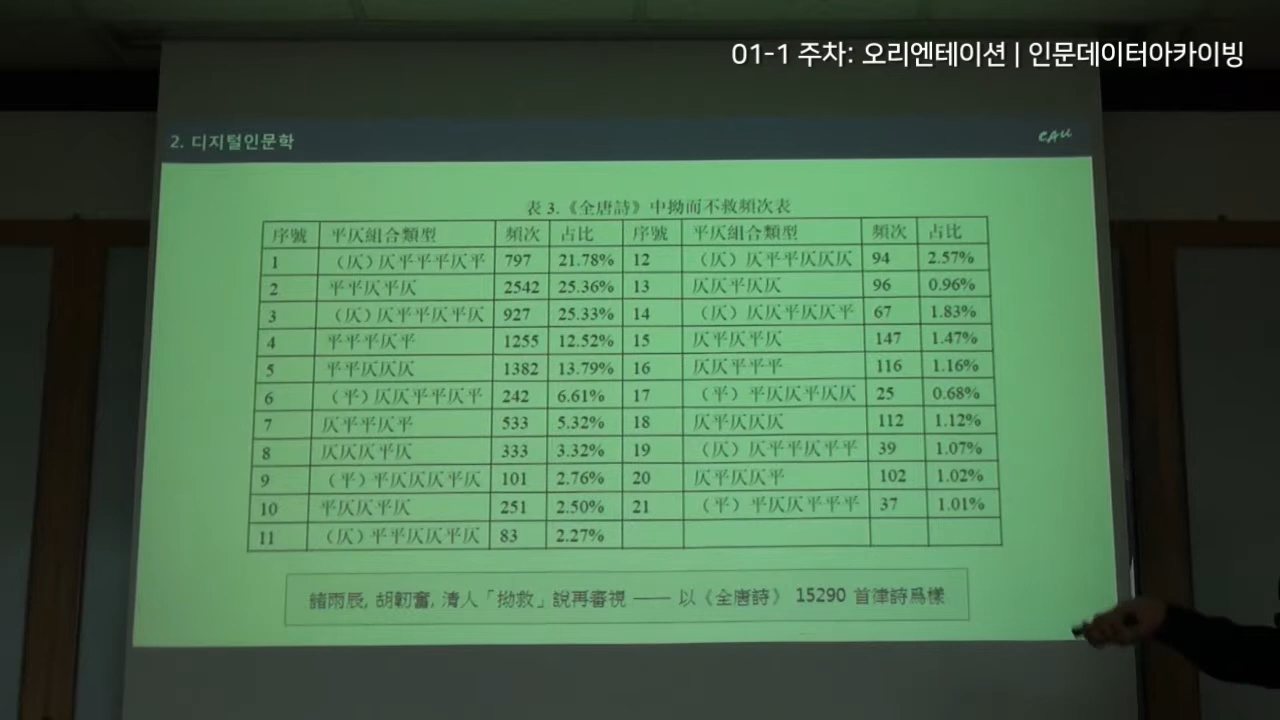 01-1 주차: 오리엔테이션 | 인문데이터아카이빙
2. 디지털인문학
CAU
表 3.《全唐詩》中拗而不救頻次表
序號 平仄組合類型 頻次 占比 序號 平仄組合類型 頻次 占比
1 （仄）仄平平平仄平 797 21.78% 12 （仄）仄平平仄仄仄 94 2.57%
2 平平仄平仄 2542 25.36% 13 仄仄平仄仄 96 0.96%
3 （仄）仄平平仄平仄 927 25.33% 14 （仄）仄仄平仄仄平 67 1.83%
4 平平平仄平 1255 12.52% 15 仄平仄平仄 147 1.47%
5 平平仄仄仄 1382 13.79% 16 仄仄平平平 116 1.16%
6 （平）仄仄平平仄平 242 6.61% 17 （平）平仄仄平仄仄 25 0.68%
7 仄平平仄平 533 5.32% 18 仄平仄仄仄 112 1.12%
8 仄仄仄平仄 333 3.32% 19 （仄）仄平平仄平平 39 1.07%
9 （平）平仄仄仄平仄 101 2.76% 20 仄平仄仄平 102 1.02%
10 平仄仄平仄 251 2.50% 21 （平）平仄仄平平平 37 1.01%
11 （仄）平平仄仄平仄 83 2.27%
諸雨辰, 胡韌奮, 清人「拗救」說再審視 —— 以《全唐詩》 15290 首律詩爲樣